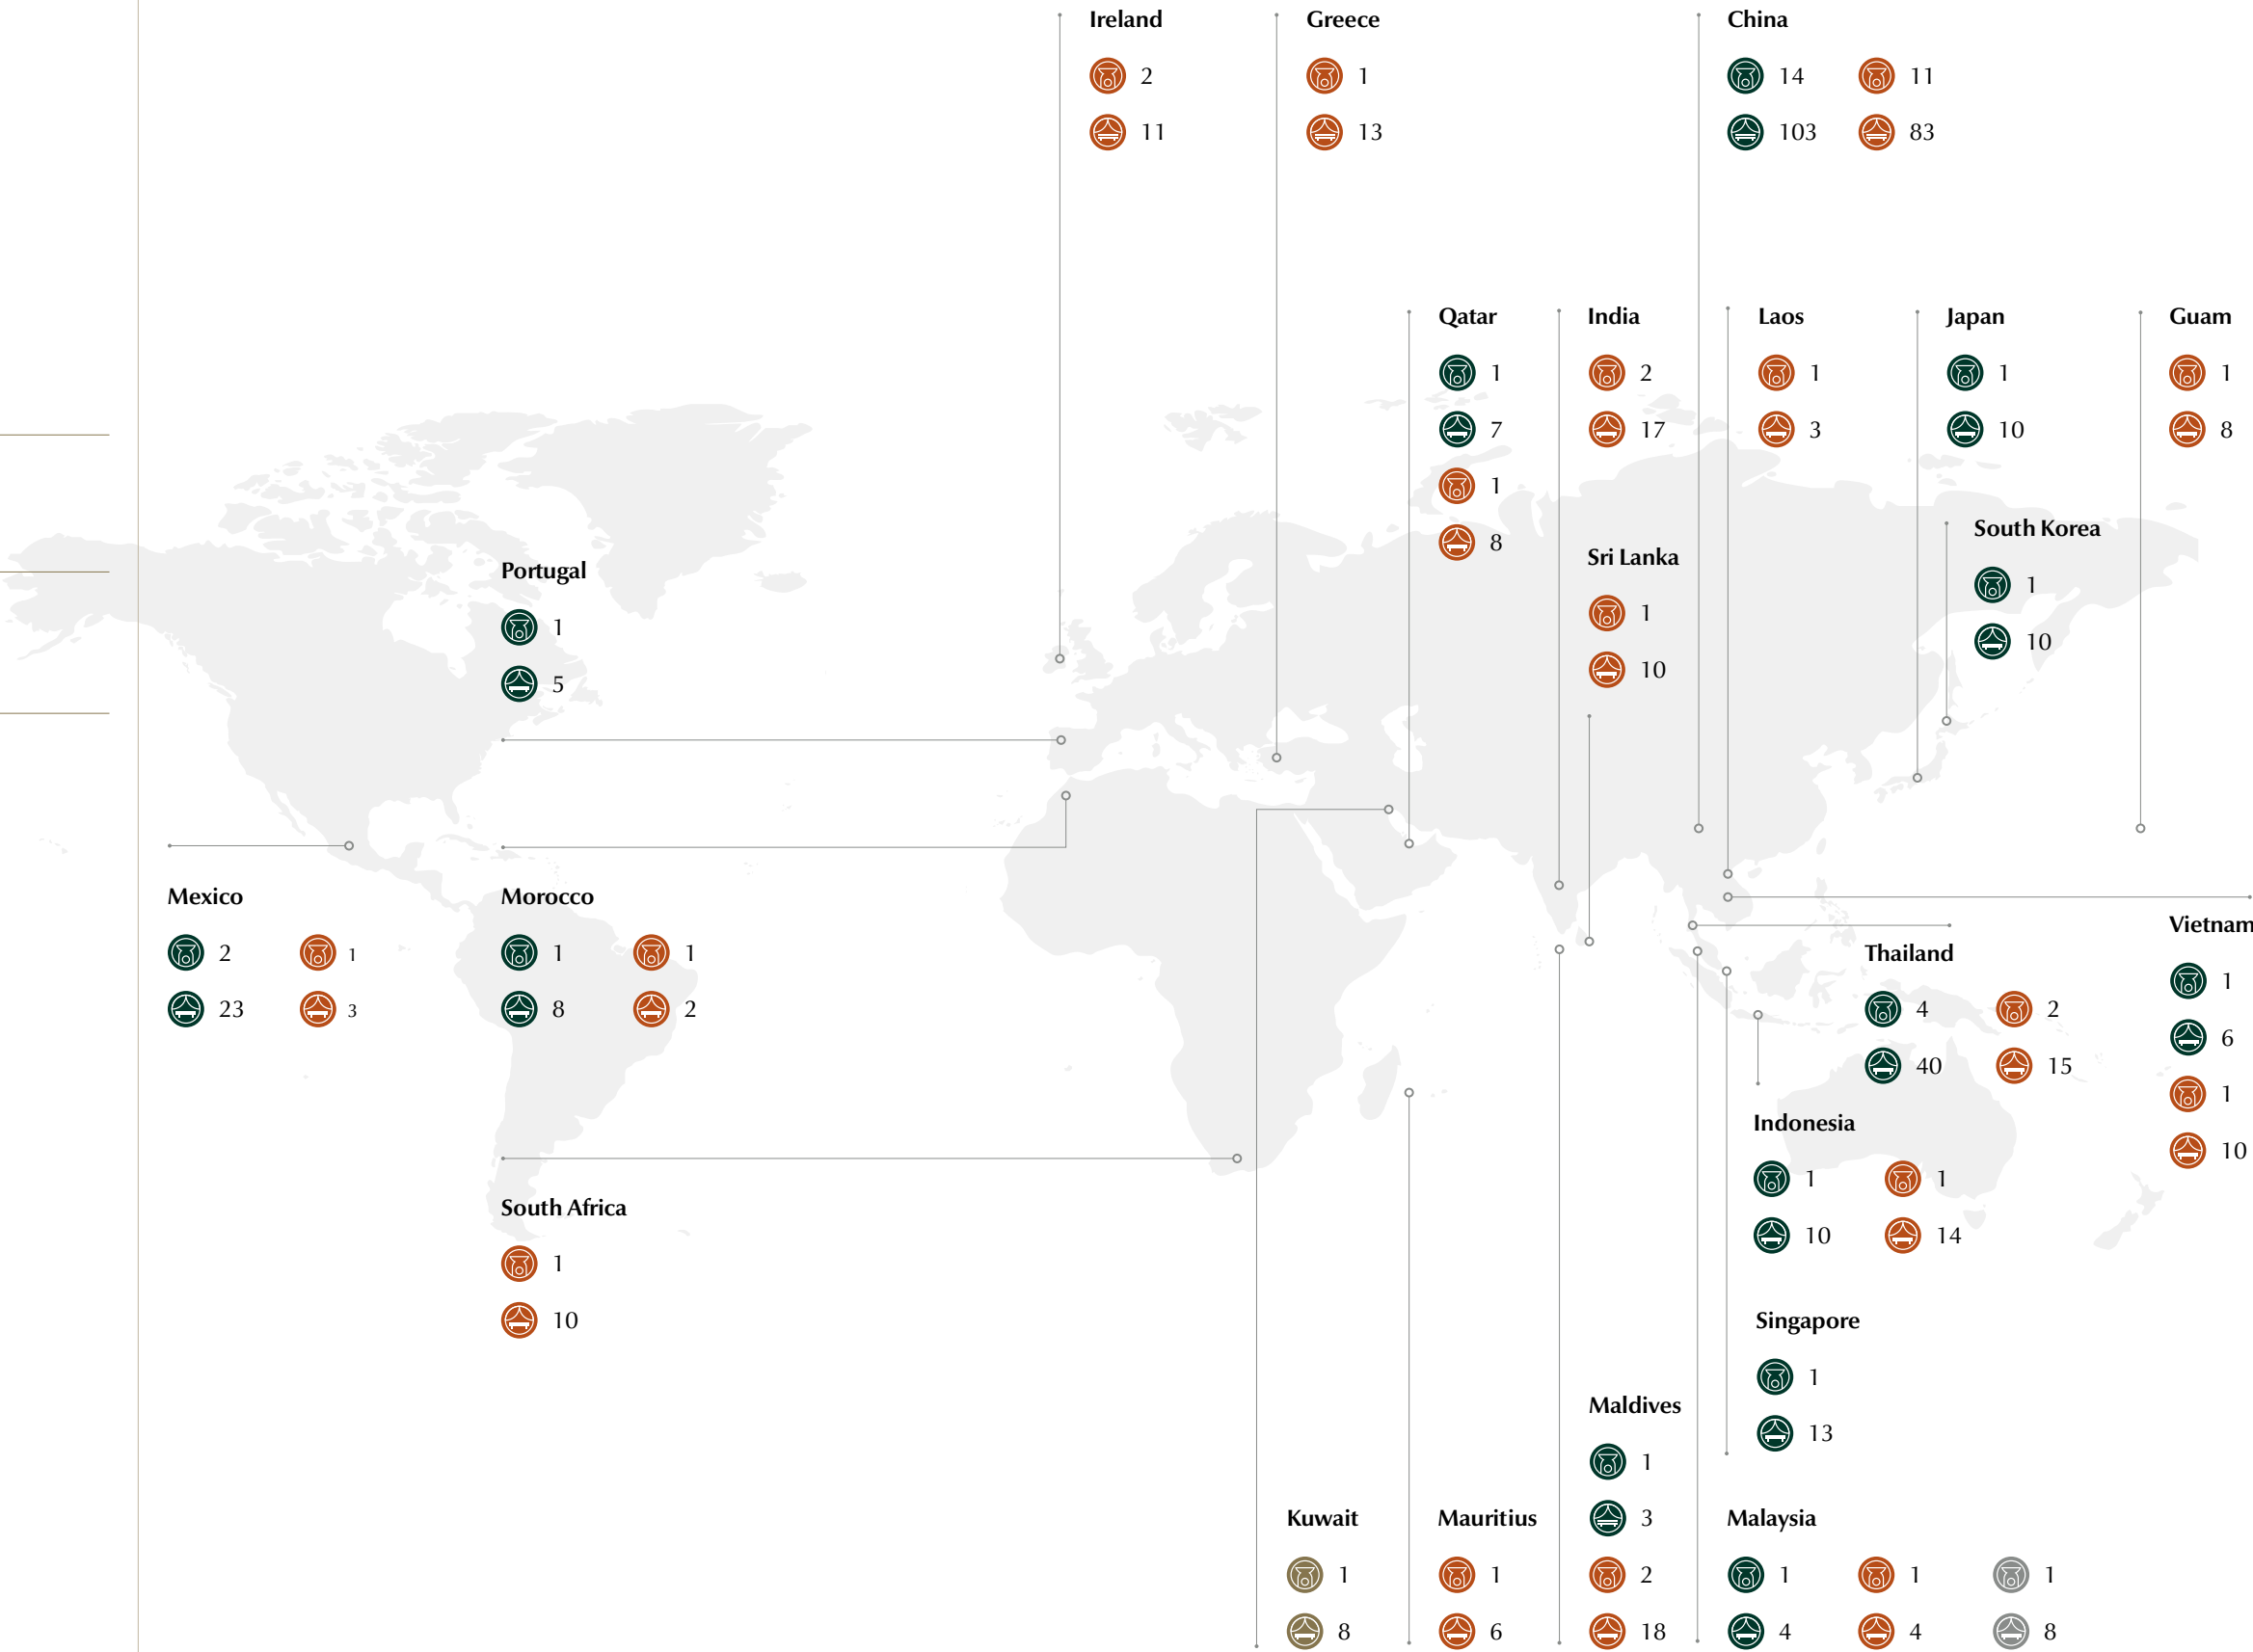 Ireland
2
11
Greece
1
13
China
14 11
103 83
Qatar
1
7
1
8
India
2
17
Laos
1
3
Japan
1
10
Guam
1
8
South Korea
1
10
Sri Lanka
1
10
Portugal
1
5
Mexico
2 1
23 3
Morocco
1 1
8 2
Vietnam
1
6
1
10
Thailand
4 2
40 15
Indonesia
1 1
10 14
South Africa
1
10
Singapore
1
13
Maldives
1
3
2
18
Kuwait
1
8
Mauritius
1
6
Malaysia
1 1 1
4 4 8